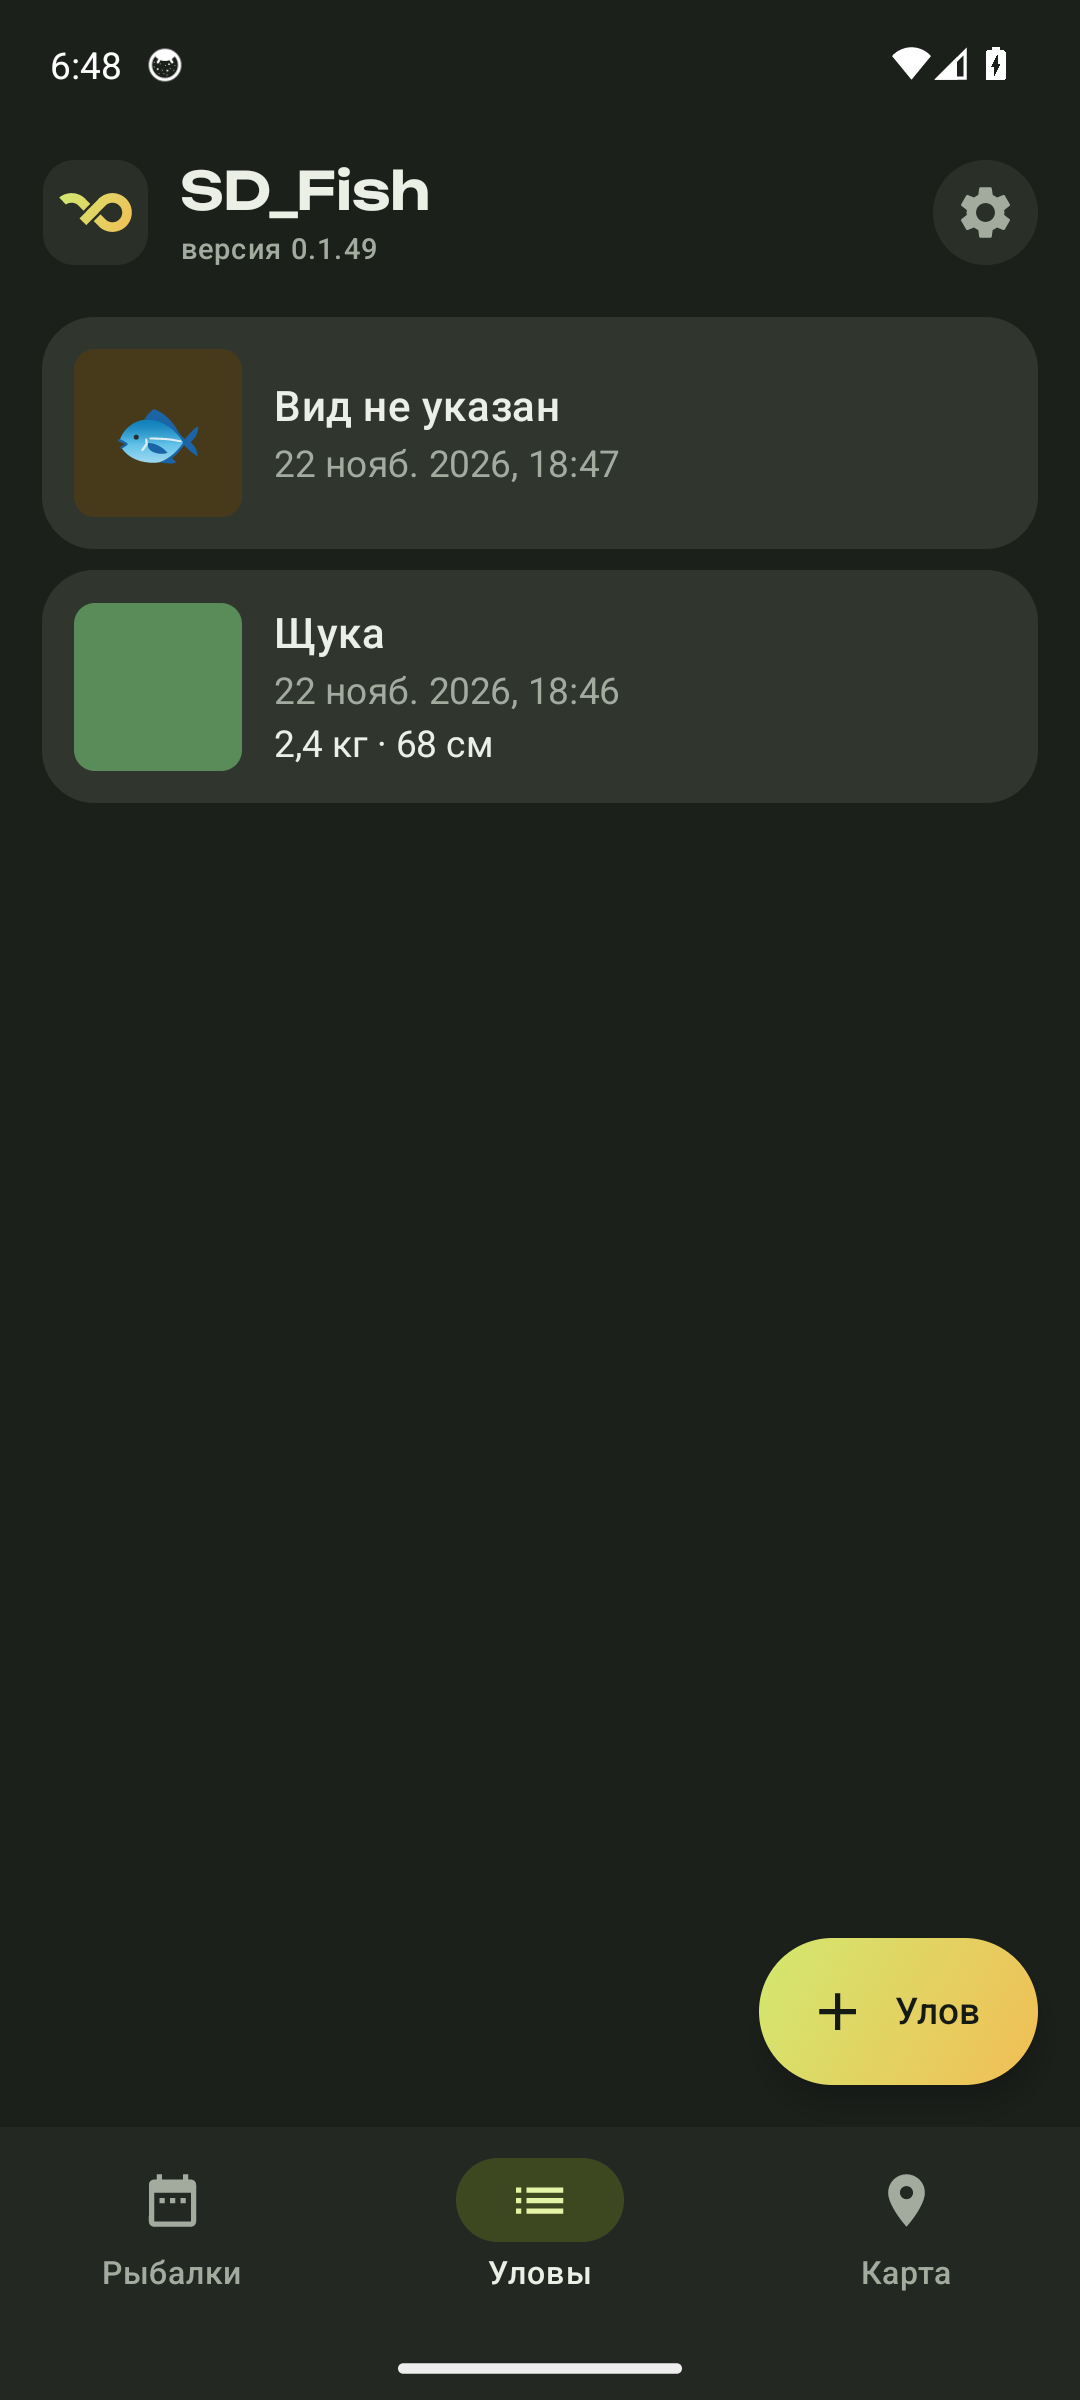 6:48
SD_Fish
версия 0.1.49
Вид не указан
22 нояб. 2026, 18:47
Щука
22 нояб. 2026, 18:46
2,4 кг · 68 см
+ Улов
Рыбалки
Уловы
Карта